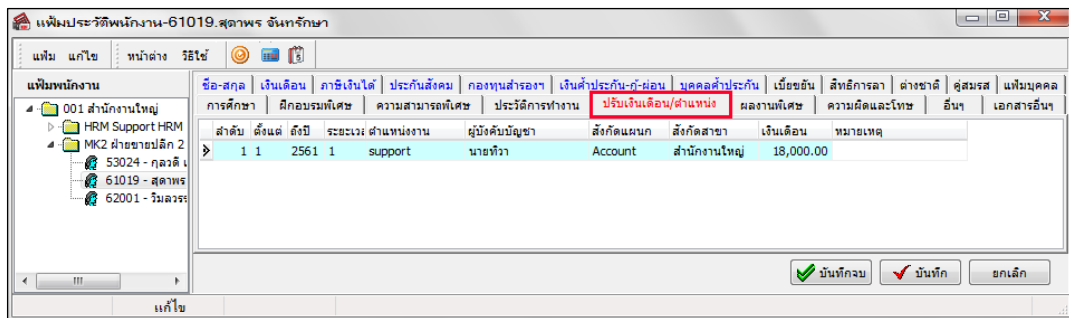 แฟ้มประวัติพนักงาน-61019.สุดาพร จันทรักษา
แฟ้ม แก้ไข หน้าต่าง วิธีใช้
แฟ้มพนักงาน
ชื่อ-สกุล เงินเดือน ภาษีเงินได้ ประกันสังคม กองทุนสำรองฯ เงินค้ำประกัน-กู้-ผ่อน บุคคลค้ำประกัน เบี้ยขยัน สิทธิการลา ต่างชาติ คู่สมรส แฟ้มบุคคล
การศึกษา ฝึกอบรมพิเศษ ความสามารถพิเศษ ประวัติการทำงาน ปรับเงินเดือน/ตำแหน่ง ผลงานพิเศษ ความผิดและโทษ อื่นๆ เอกสารอื่นๆ
001 สำนักงานใหญ่
HRM Support HRM
MK2 ฝ่ายขายปลีก 2
53024 - กุลวดี
61019 - สุดาพร
62001 - วิมลวรร
ลำดับ ตั้งแต่ ถึงปี ระยะเวล ตำแหน่งงาน ผู้บังคับบัญชา สังกัดแผนก สังกัดสาขา เงินเดือน หมายเหตุ
1 1 2561 1 support นายทิวา Account สำนักงานใหญ่ 18,000.00
บันทึกจบ บันทึก ยกเลิก
แก้ไข